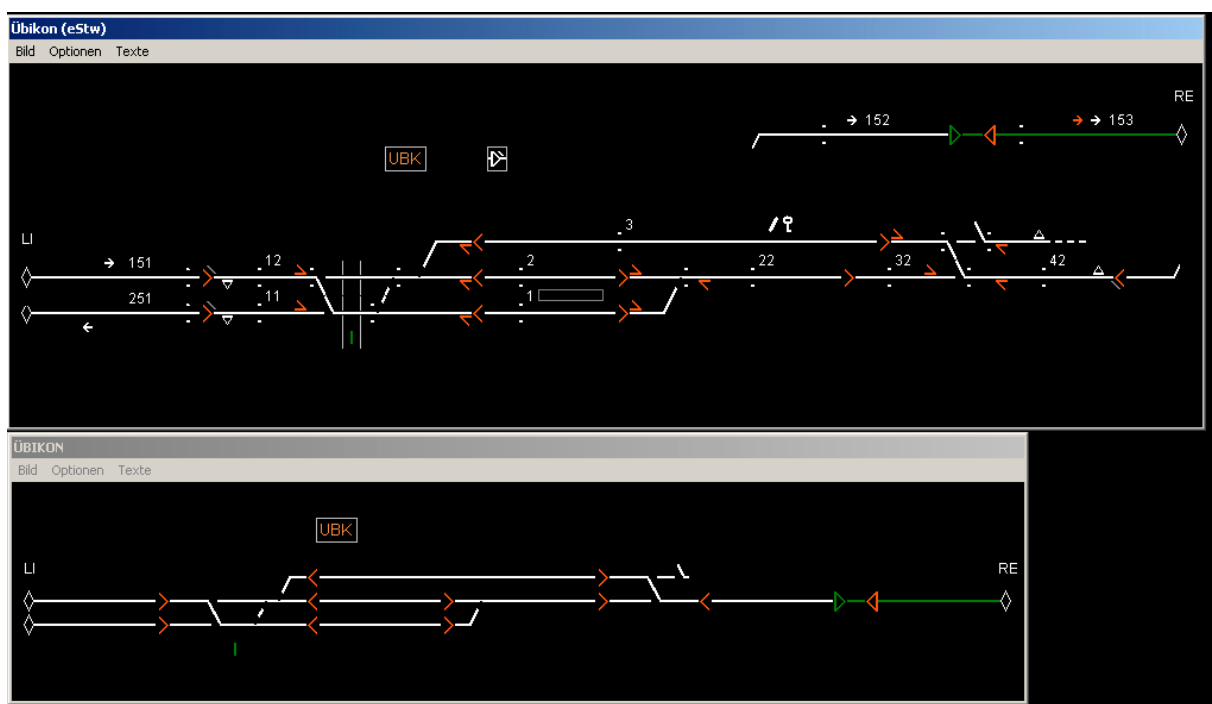 Übikon (eStw)
Bild Optionen Texte
RE
→ 152
→ → 153
UBK
3
LI
→ 151
12
2
22
32
42
251
11
1
←
ÜBIKON
Bild Optionen Texte
UBK
LI
RE